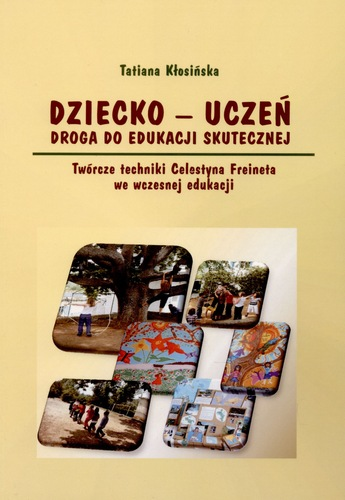 Tatiana Kłosińska
DZIECKO – UCZEŃ
DROGA DO EDUKACJI SKUTECZNEJ
Twórcze techniki Celestyna Freineta
we wczesnej edukacji